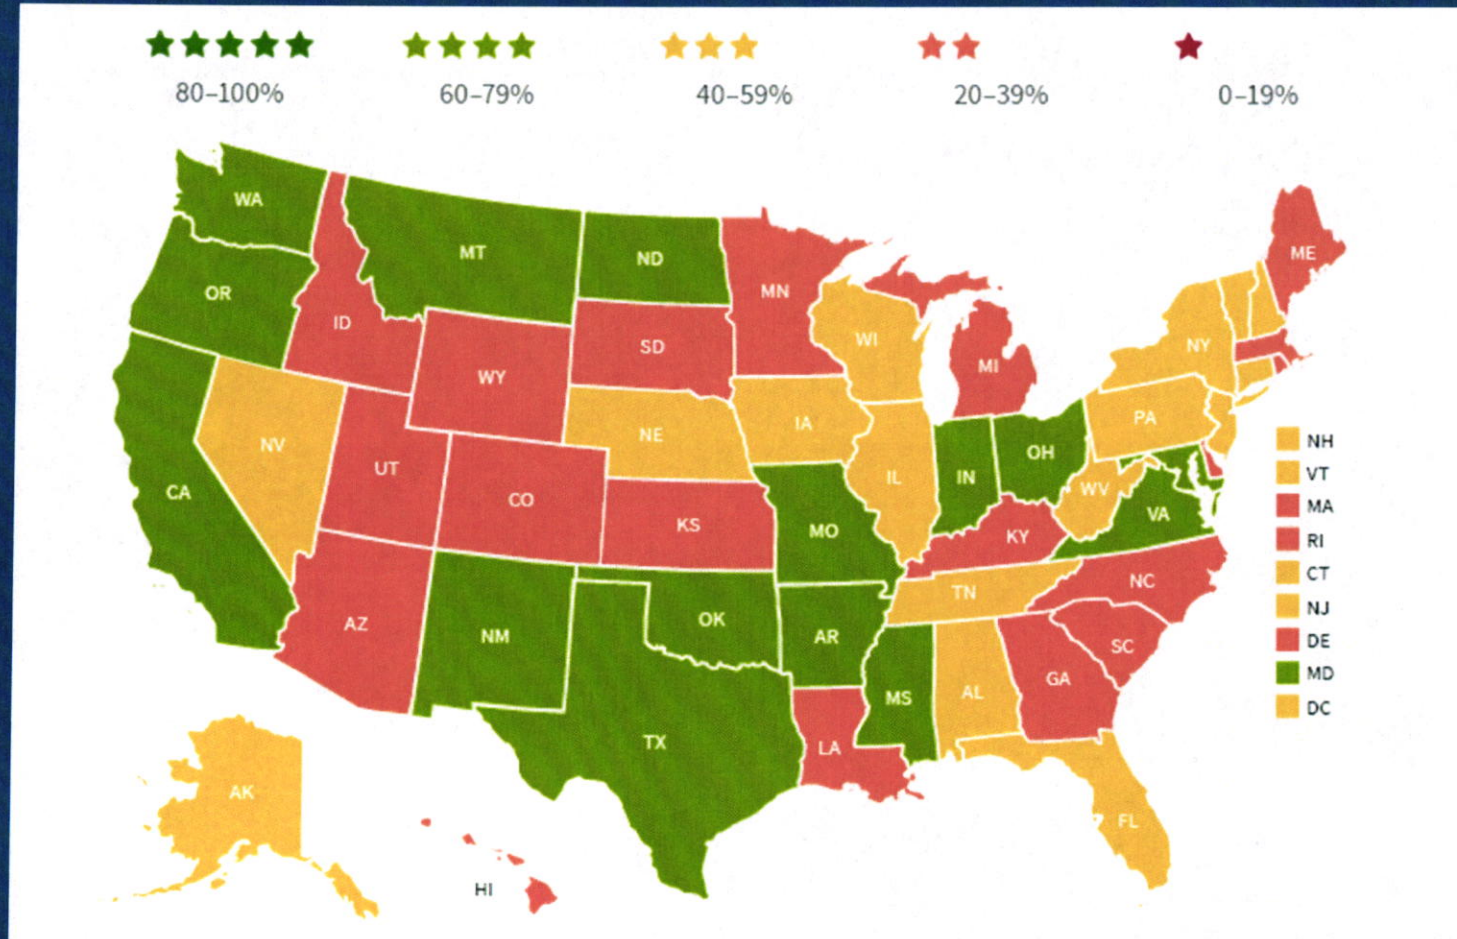 80–100%
60–79%
40–59%
20–39%
0–19%
WA
MT
ND
MN
ME
OR
ID
SD
WI
NY
WY
MI
NV
NE
IA
PA
UT
CO
IL
IN
OH
WV
CA
KS
MO
KY
VA
AZ
NM
OK
AR
TN
NC
SC
TX
LA
MS
AL
GA
FL
AK
HI
NH
VT
MA
RI
CT
NJ
DE
MD
DC